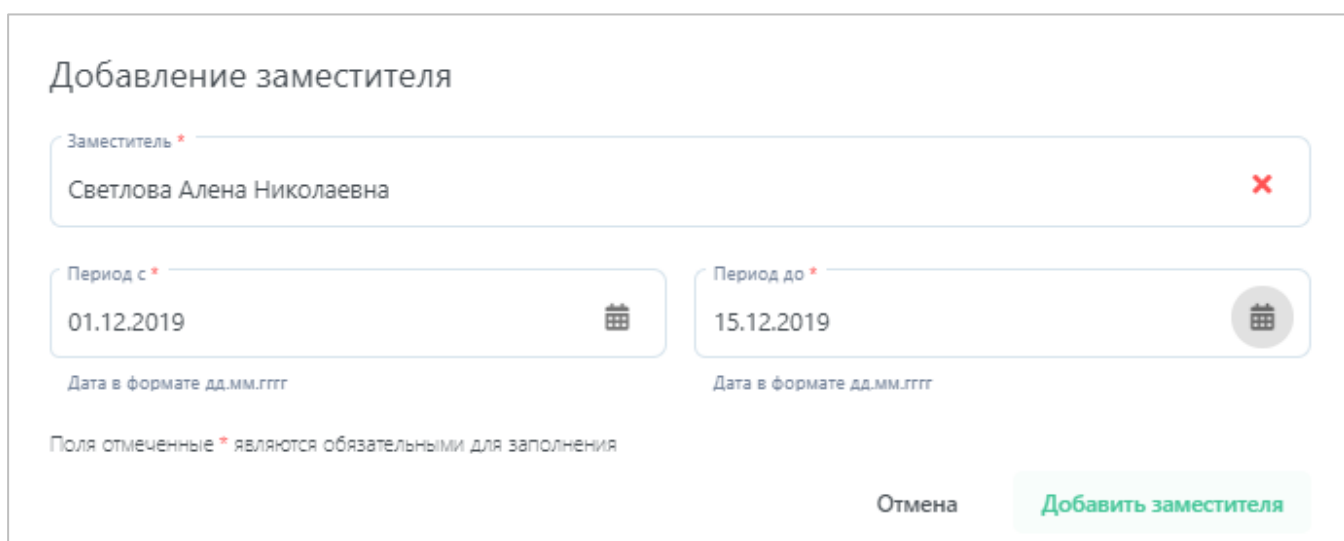 Добавление заместителя
Заместитель *
Светлова Алена Николаевна
Период с * Период до *
01.12.2019 15.12.2019
Дата в формате дд.мм.гггг Дата в формате дд.мм.гггг
Поля отмеченные * являются обязательными для заполнения
Отмена Добавить заместителя